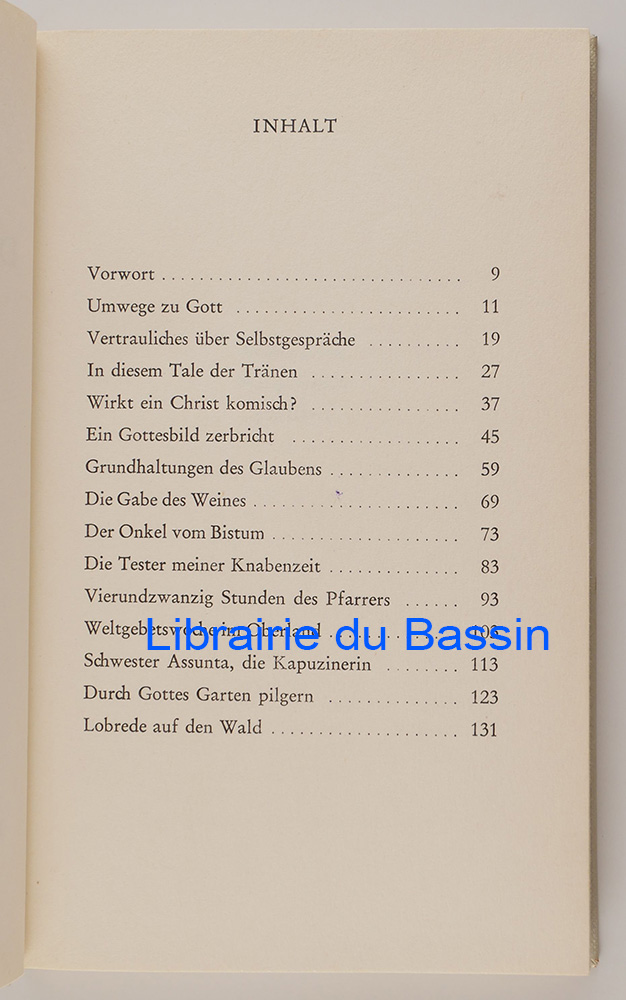 INHALT
Vorwort ................................ 9
Umwege zu Gott ........................ 11
Vertrauliches über Selbstgespräche .......... 19
In diesem Tale der Tränen ................ 27
Wirkt ein Christ komisch? ................ 37
Ein Gottesbild zerbricht .................. 45
Grundhaltungen des Glaubens .............. 59
Die Gabe des Weines ...................... 69
Der Onkel vom Bistum .................... 73
Die Tester meiner Knabenzeit .............. 83
Vierundzwanzig Stunden des Pfarrers ...... 93
Weltgebetswoche im Oberland .............. 103
Librairie du Bassin
Schwester Assunta, die Kapuzinerin ........ 113
Durch Gottes Garten pilgern .............. 123
Lobrede auf den Wald .................... 131